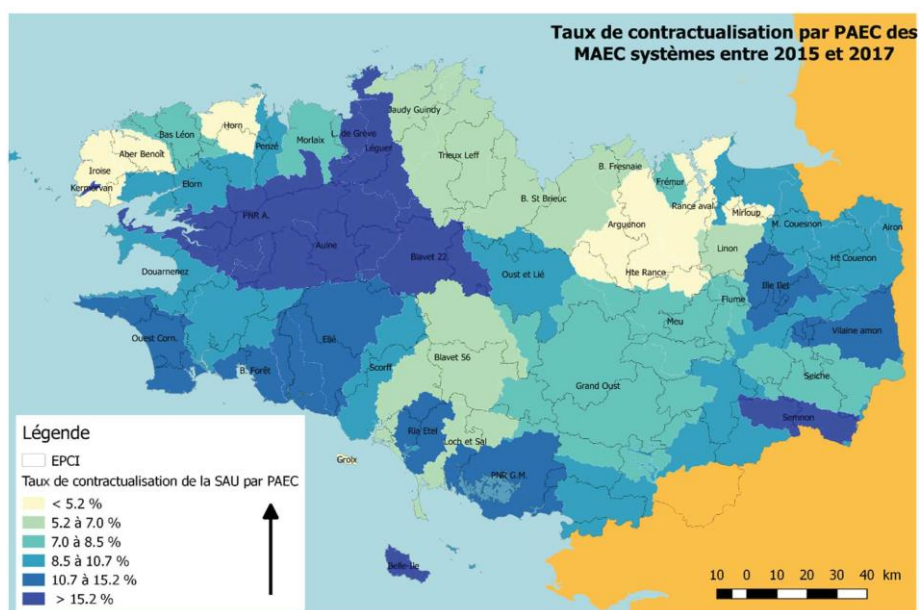 Taux de contractualisation par PAEC des
MAEC systèmes entre 2015 et 2017
Jaudy Guindy
Horn
Bas Léon
L. de Grève
Morlaix
Penzé
Léguer
Aber Benoît
Trieux Leff
B. Fresnaie
Iroise
Kermorvan
Elorn
Frémur
B. St Brieuc
Rance aval
Mirloup
PNR A.
Arguenon
M. Couesnon
Airon
Aulne
Linon
Blavet 22
Ht Couenon
Douarnenez
Oust et Lié
Hte Rance
Ille Ilet
Flume
Meu
Vilaine amon
Ouest Corn.
Ellé
Blavet 56
Scorff
B. Forêt
Seiche
Grand Oust
Semnon
Ria Etel
Loch et Sal
Groix
PNR G.M.
Belle-Ile
Légende
EPCI
Taux de contractualisation de la SAU par PAEC
< 5.2 %
5.2 à 7.0 %
7.0 à 8.5 %
8.5 à 10.7 %
10.7 à 15.2 %
> 15.2 %
10 0 10 20 30 40 km